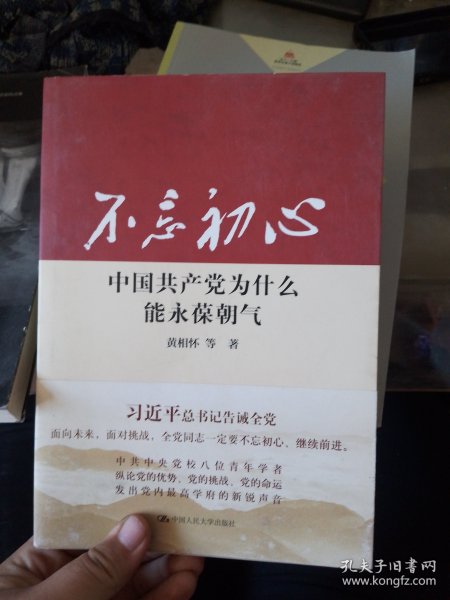 不忘初心
中国共产党为什么
能永葆朝气
黄相怀 等 著
习近平总书记告诫全党
面向未来，面对挑战，全党同志一定要不忘初心、继续前进。
中共中央党校八位青年学者
纵论党的优势、党的挑战、党的命运
发出党内最高学府的新锐声音
中国人民大学出版社
孔夫子旧书网
www.kongfz.com